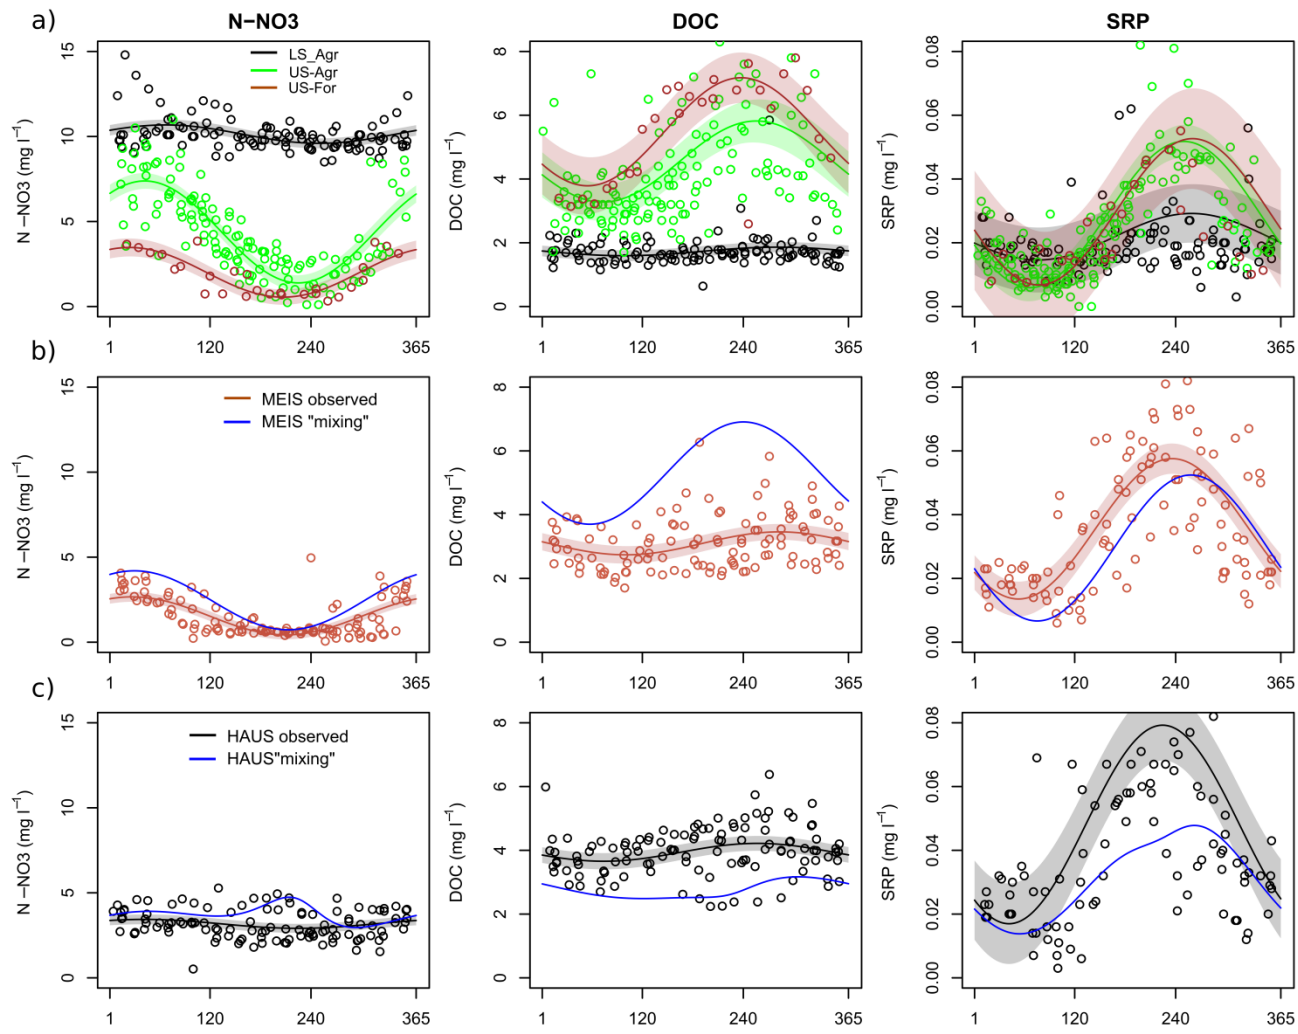 a)
N−NO3
DOC
SRP
N −NO3 (mg l−1)
0 5 10 15
LS_Agr
US-Agr
US-For
1 120 240 365
DOC (mg l−1)
0 2 4 6 8
1 120 240 365
SRP (mg l−1)
0.00 0.02 0.04 0.06 0.08
1 120 240 365
b)
N −NO3 (mg l−1)
0 5 10 15
MEIS observed
MEIS "mixing"
1 120 240 365
DOC (mg l−1)
0 2 4 6 8
1 120 240 365
SRP (mg l−1)
0.00 0.02 0.04 0.06 0.08
1 120 240 365
c)
N −NO3 (mg l−1)
0 5 10 15
HAUS observed
HAUS"mixing"
1 120 240 365
DOC (mg l−1)
0 2 4 6 8
1 120 240 365
SRP (mg l−1)
0.00 0.02 0.04 0.06 0.08
1 120 240 365